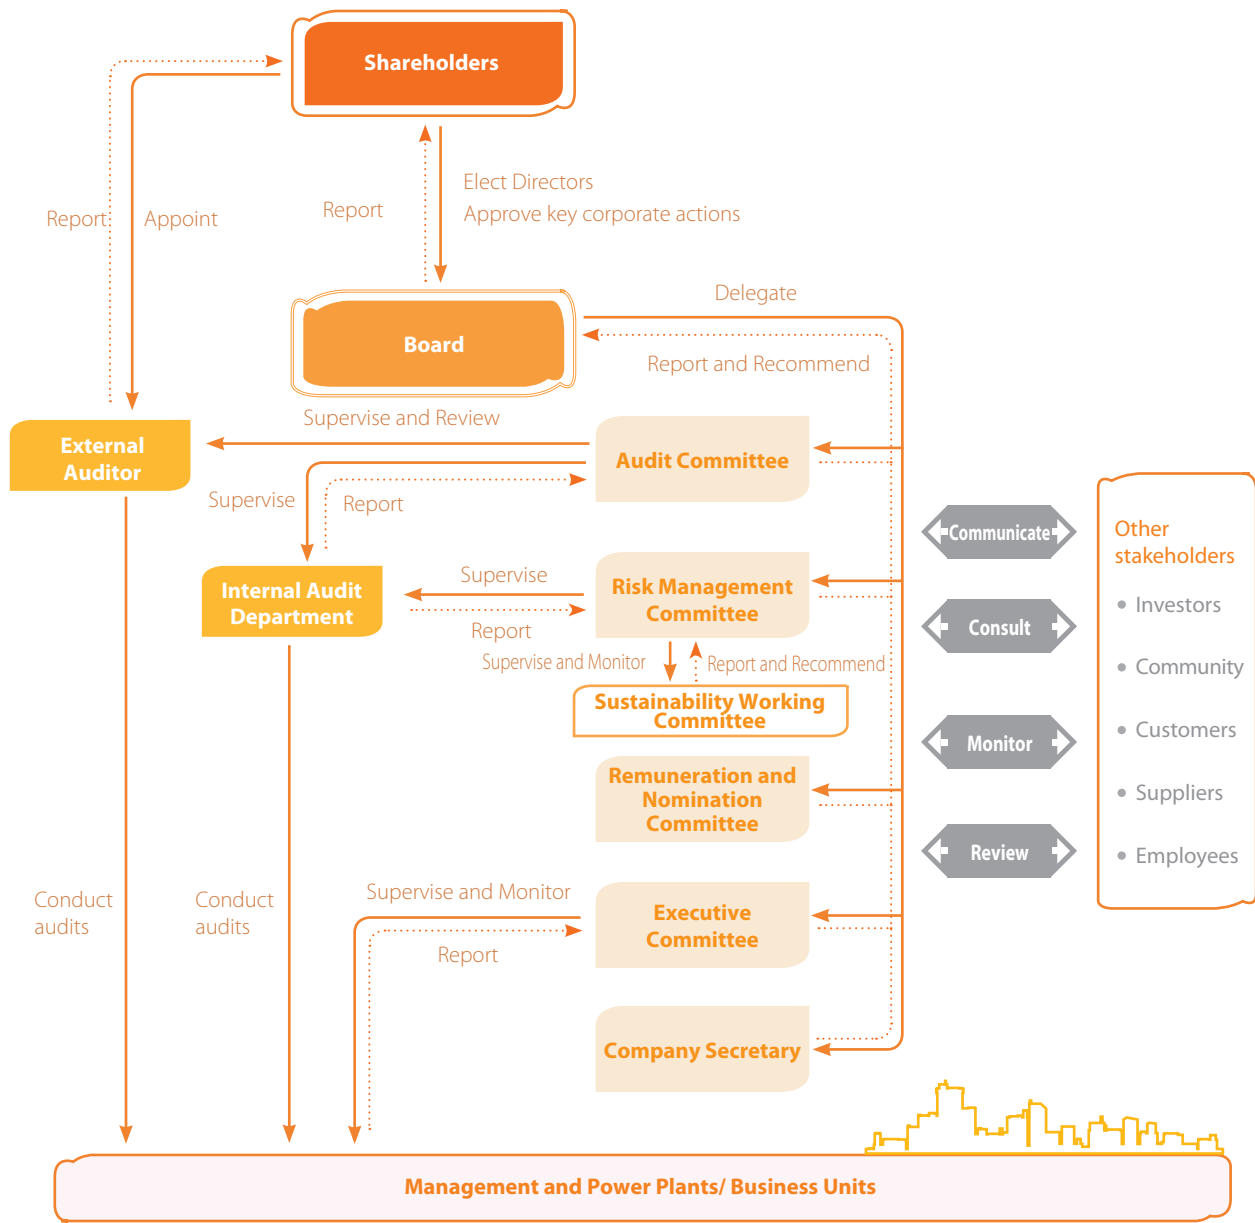 Shareholders
Report
Appoint
Report
Elect Directors
Approve key corporate actions
Delegate
Board
Report and Recommend
Supervise and Review
External
Auditor
Audit Committee
Supervise
Report
Communicate
Other
stakeholders
Internal Audit
Department
Supervise
Report
Risk Management
Committee
Investors
Consult
Supervise and Monitor
Report and Recommend
Community
Sustainability Working
Committee
Monitor
Customers
Remuneration and
Nomination
Committee
Suppliers
Review
Employees
Conduct
audits
Conduct
audits
Supervise and Monitor
Report
Executive
Committee
Company Secretary
Management and Power Plants/ Business Units